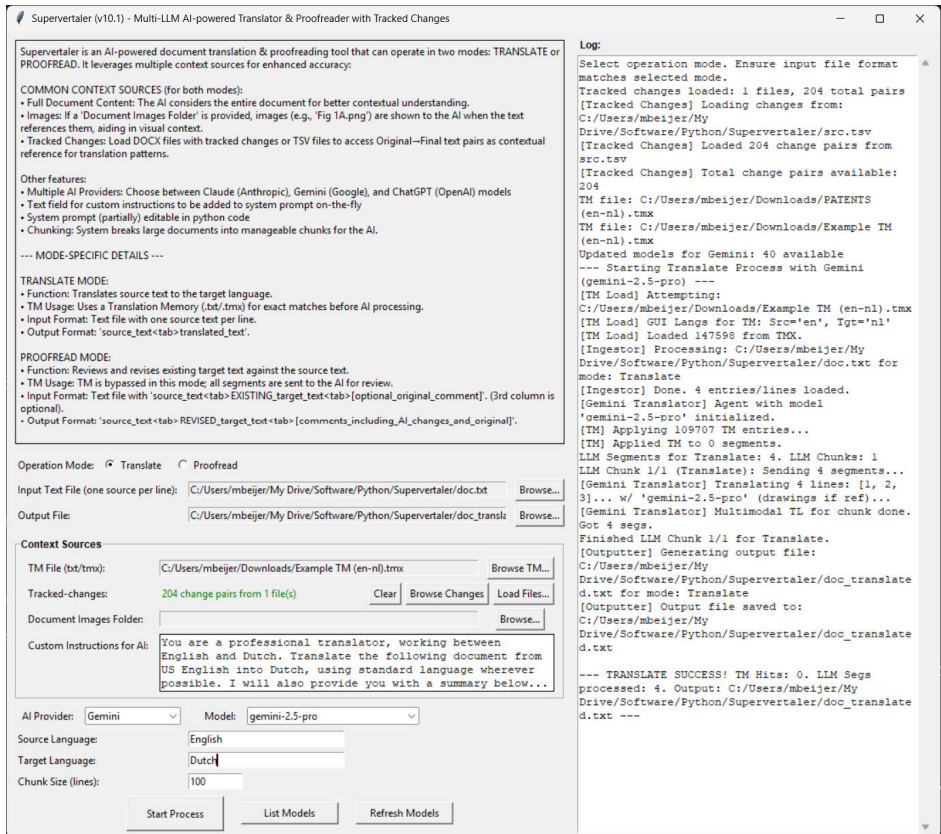 Supervertaler (v10.1) - Multi-LLM AI-powered Translator & Proofreader with Tracked Changes
Supervertaler is an AI-powered document translation & proofreading tool that can operate in two modes: TRANSLATE or
PROOFREAD. It leverages multiple context sources for enhanced accuracy:
COMMON CONTEXT SOURCES (for both modes):
• Full Document Content: The AI considers the entire document for better contextual understanding.
• Images: If a 'Document Images Folder' is provided, images (e.g., 'Fig 1A.png') are shown to the AI when the text
references them, aiding in visual context.
• Tracked Changes: Load DOCX files with tracked changes or TSV files to access Original→Final text pairs as contextual
reference for translation patterns.
Other features:
• Multiple AI Providers: Choose between Claude (Anthropic), Gemini (Google), and ChatGPT (OpenAI) models
• Text field for custom instructions to be added to system prompt on-the-fly
• System prompt (partially) editable in python code
• Chunking: System breaks large documents into manageable chunks for the AI.
--- MODE-SPECIFIC DETAILS ---
TRANSLATE MODE:
• Function: Translates source text to the target language.
• TM Usage: Uses a Translation Memory (.txt/.tmx) for exact matches before AI processing.
• Input Format: Text file with one source text per line.
• Output Format: 'source_text<tab>translated_text'.
PROOFREAD MODE:
• Function: Reviews and revises existing target text against the source text.
• TM Usage: TM is bypassed in this mode; all segments are sent to the AI for review.
• Input Format: Text file with 'source_text<tab>EXISTING_target_text<tab>[optional_original_comment]'. (3rd column is
optional).
• Output Format: 'source_text<tab>REVISED_target_text<tab>[comments_including_AI_changes_and_original]'.
Operation Mode: Translate Proofread
Input Text File (one source per line): C:/Users/mbeijer/My Drive/Software/Python/Supervertaler/doc.txt Browse...
Output File: C:/Users/mbeijer/My Drive/Software/Python/Supervertaler/doc_transla Browse...
Context Sources
TM File (txt/tmx): C:/Users/mbeijer/Downloads/Example TM (en-nl).tmx Browse TM...
Tracked-changes: 204 change pairs from 1 file(s) Clear Browse Changes Load Files...
Document Images Folder: Browse...
Custom Instructions for AI: You are a professional translator, working between
English and Dutch. Translate the following document from
US English into Dutch, using standard language wherever
possible. I will also provide you with a summary below...
AI Provider: Gemini Model: gemini-2.5-pro
Source Language: English
Target Language: Dutch
Chunk Size (lines): 100
Start Process List Models Refresh Models
Log:
Select operation mode. Ensure input file format
matches selected mode.
Tracked changes loaded: 1 files, 204 total pairs
[Tracked Changes] Loading changes from:
C:/Users/mbeijer/My
Drive/Software/Python/Supervertaler/src.tsv
[Tracked Changes] Loaded 204 change pairs from
src.tsv
[Tracked Changes] Total change pairs available:
204
TM file: C:/Users/mbeijer/Downloads/PATENTS
(en-nl).tmx
TM file: C:/Users/mbeijer/Downloads/Example TM
(en-nl).tmx
Updated models for Gemini: 40 available
--- Starting Translate Process with Gemini
(gemini-2.5-pro) ---
[TM Load] Attempting:
C:/Users/mbeijer/Downloads/Example TM (en-nl).tmx
[TM Load] GUI Langs for TM: Src='en', Tgt='nl'
[TM Load] Loaded 147598 from TMX.
[Ingestor] Processing: C:/Users/mbeijer/My
Drive/Software/Python/Supervertaler/doc.txt for
mode: Translate
[Ingestor] Done. 4 entries/lines loaded.
[Gemini Translator] Agent with model
'gemini-2.5-pro' initialized.
[TM] Applying 109707 TM entries...
[TM] Applied TM to 0 segments.
LLM Segments for Translate: 4. LLM Chunks: 1
LLM Chunk 1/1 (Translate): Sending 4 segments...
[Gemini Translator] Translating 4 lines: [1, 2,
3]... w/ 'gemini-2.5-pro' (drawings if ref)...
[Gemini Translator] Multimodal TL for chunk done.
Got 4 segs.
Finished LLM Chunk 1/1 for Translate.
[Outputter] Generating output file:
C:/Users/mbeijer/My
Drive/Software/Python/Supervertaler/doc_translate
d.txt for mode: Translate
[Outputter] Output file saved to:
C:/Users/mbeijer/My
Drive/Software/Python/Supervertaler/doc_translate
d.txt
--- TRANSLATE SUCCESS! TM Hits: 0. LLM Segs
processed: 4. Output: C:/Users/mbeijer/My
Drive/Software/Python/Supervertaler/doc_translate
d.txt ---